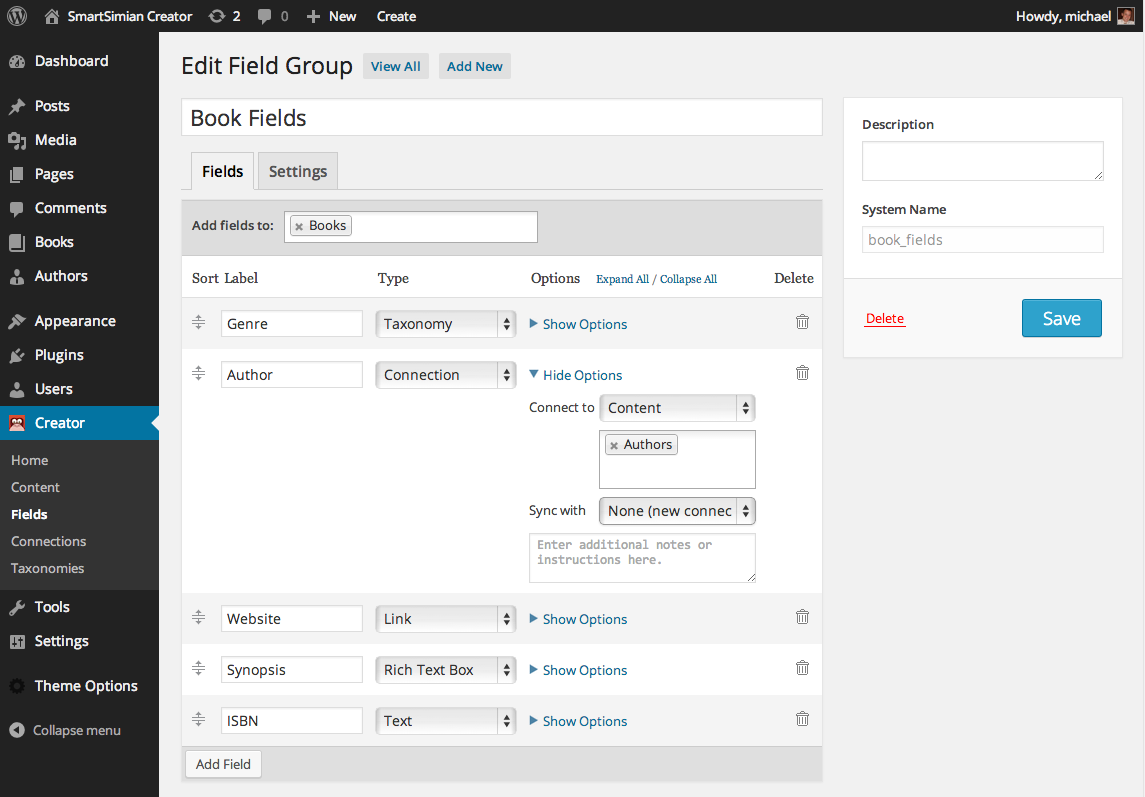 SmartSimian Creator 2 0 New Create Howdy, michael
Dashboard
Posts
Media
Pages
Comments
Books
Authors
Appearance
Plugins
Users
Creator
Home
Content
Fields
Connections
Taxonomies
Tools
Settings
Theme Options
Collapse menu
Edit Field Group View All Add New
Book Fields
Fields Settings
Add fields to: × Books
Sort Label Type Options Expand All / Collapse All Delete
Genre Taxonomy Show Options
Author Connection Hide Options
Connect to Content
× Authors
Sync with None (new connec
Enter additional notes or
instructions here.
Website Link Show Options
Synopsis Rich Text Box Show Options
ISBN Text Show Options
Add Field
Description
System Name
book_fields
Delete Save